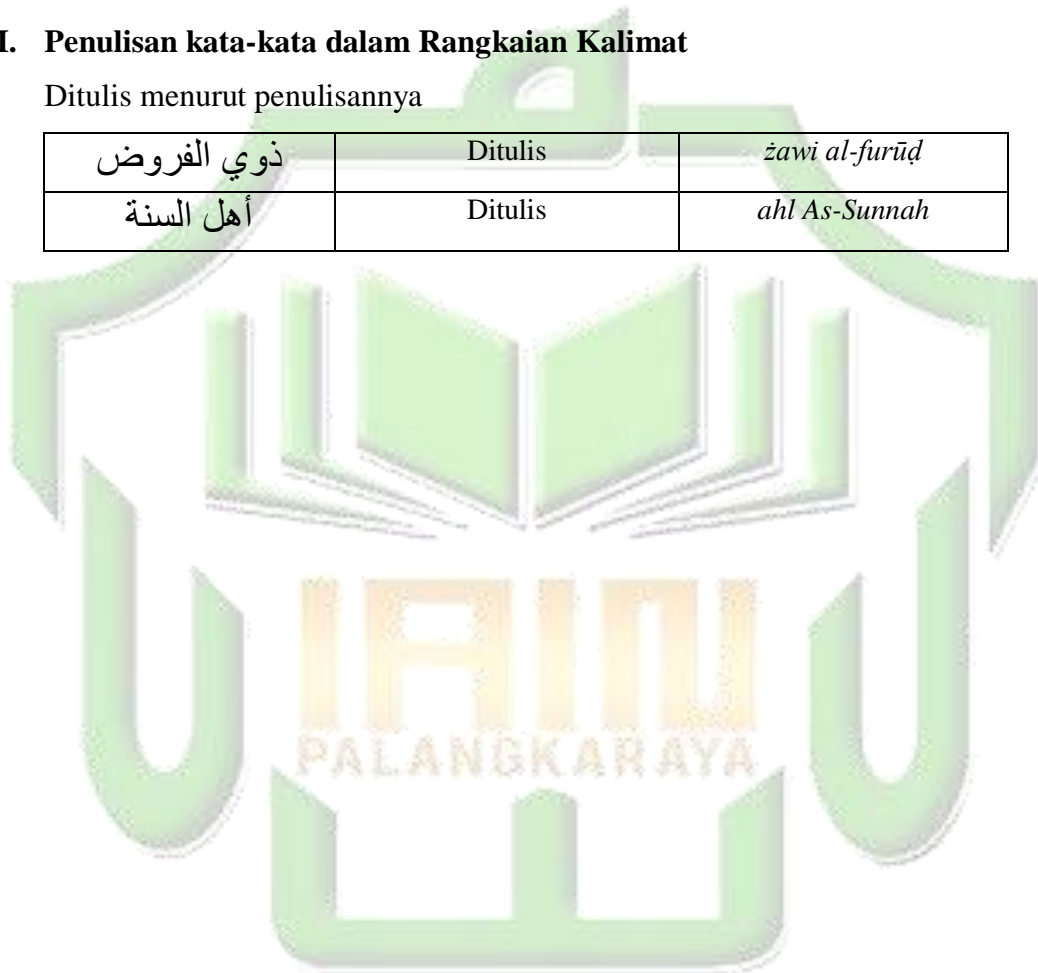 I. Penulisan kata-kata dalam Rangkaian Kalimat
Ditulis menurut penulisannya
ذوي الفروض Ditulis żawi al-furūḍ
أهل السنة Ditulis ahl As-Sunnah
IAIN
PALANGKARAYA